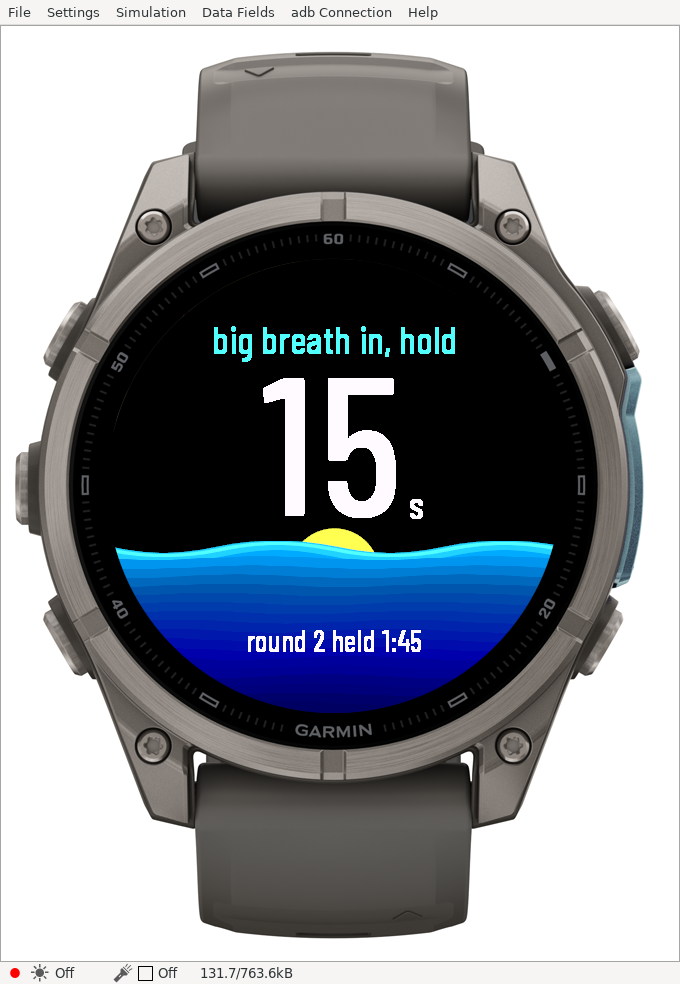 File Settings Simulation Data Fields adb Connection Help
60
50
big breath in, hold
15 s
40
20
round 2 held 1:45
GARMIN
Off Off 131.7/763.6kB